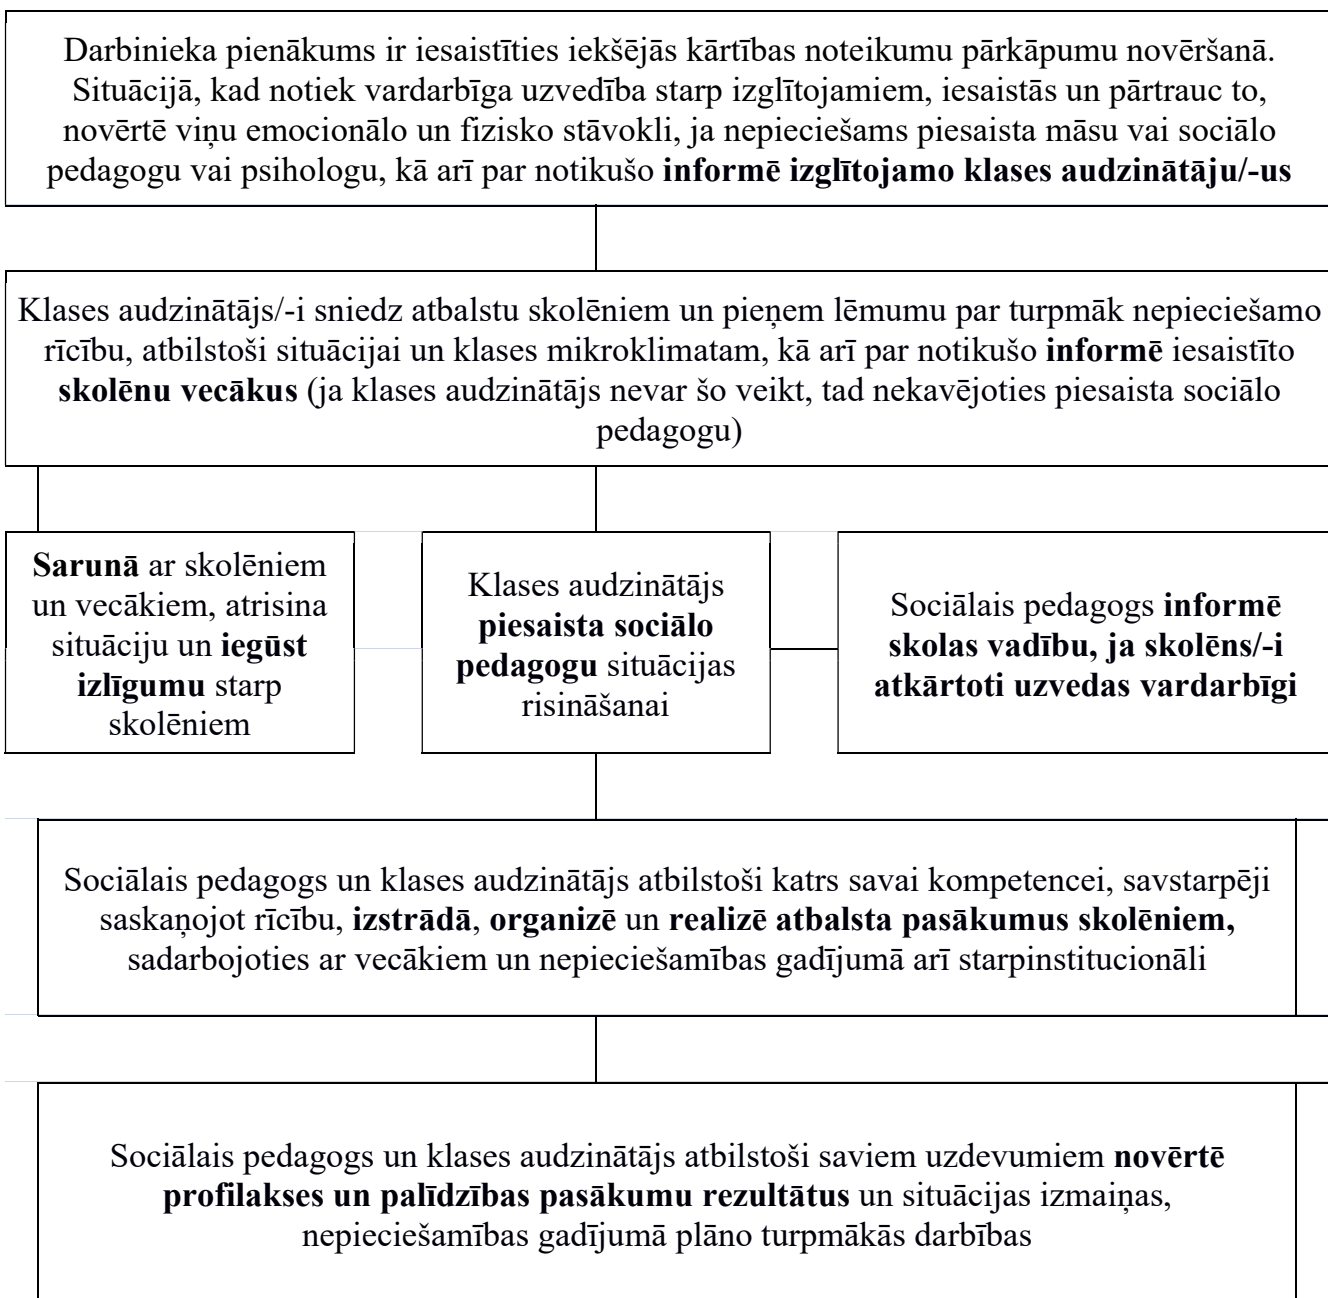 Darbinieka pienākums ir iesaistīties iekšējās kārtības noteikumu pārkāpumu novēršanā.
Situācijā, kad notiek vardarbīga uzvedība starp izglītojamiem, iesaistās un pārtrauc to,
novērtē viņu emocionālo un fizisko stāvokli, ja nepieciešams piesaista māsu vai sociālo
pedagogu vai psihologu, kā arī par notikušo informē izglītojamo klases audzinātāju/-us
Klases audzinātājs/-i sniedz atbalstu skolēniem un pieņem lēmumu par turpmāk nepieciešamo
rīcību, atbilstoši situācijai un klases mikroklimatam, kā arī par notikušo informē iesaistīto
skolēnu vecākus (ja klases audzinātājs nevar šo veikt, tad nekavējoties piesaista sociālo
pedagogu)
Sarunā ar skolēniem
un vecākiem, atrisina
situāciju un iegūst
izlīgumu starp
skolēniem
Klases audzinātājs
piesaista sociālo
pedagogu situācijas
risināšanai
Sociālais pedagogs informē
skolas vadību, ja skolēns/-i
atkārtoti uzvedas vardarbīgi
Sociālais pedagogs un klases audzinātājs atbilstoši katrs savai kompetencei, savstarpēji
saskaņojot rīcību, izstrādā, organizē un realizē atbalsta pasākumus skolēniem,
sadarbojoties ar vecākiem un nepieciešamības gadījumā arī starpinstitucionāli
Sociālais pedagogs un klases audzinātājs atbilstoši saviem uzdevumiem novērtē
profilakses un palīdzības pasākumu rezultātus un situācijas izmaiņas,
nepieciešamības gadījumā plāno turpmākās darbības